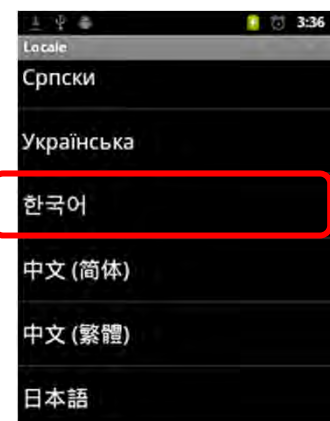 3:36
Locale
Српски
Українська
한국어
中文 (简体)
中文 (繁體)
日本語